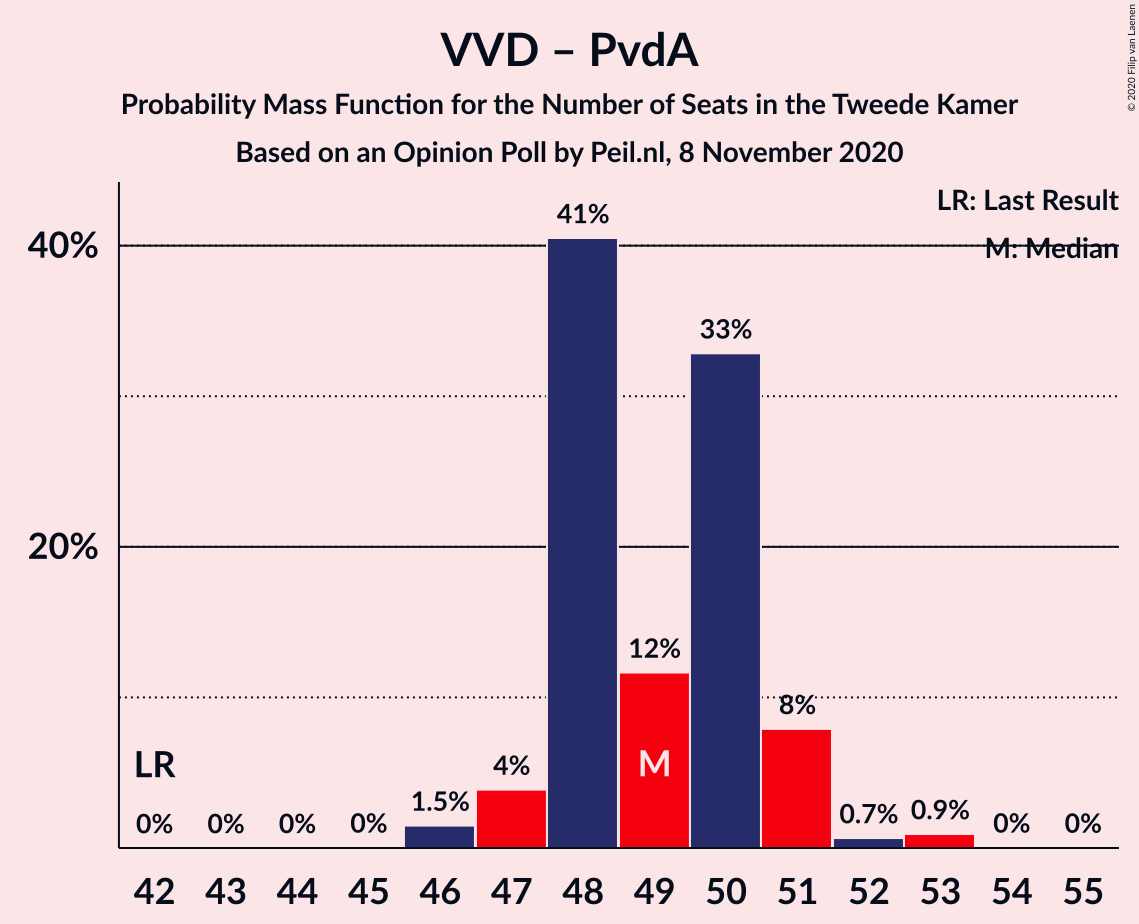 VVD – PvdA
Probability Mass Function for the Number of Seats in the Tweede Kamer
Based on an Opinion Poll by Peil.nl, 8 November 2020
© 2020 Filip van Laenen
LR: Last Result
M: Median
40%
20%
41%
33%
12%
8%
4%
1.5%
0.7%
0.9%
LR
M
0% 0% 0% 0% 0% 0%
42 43 44 45 46 47 48 49 50 51 52 53 54 55